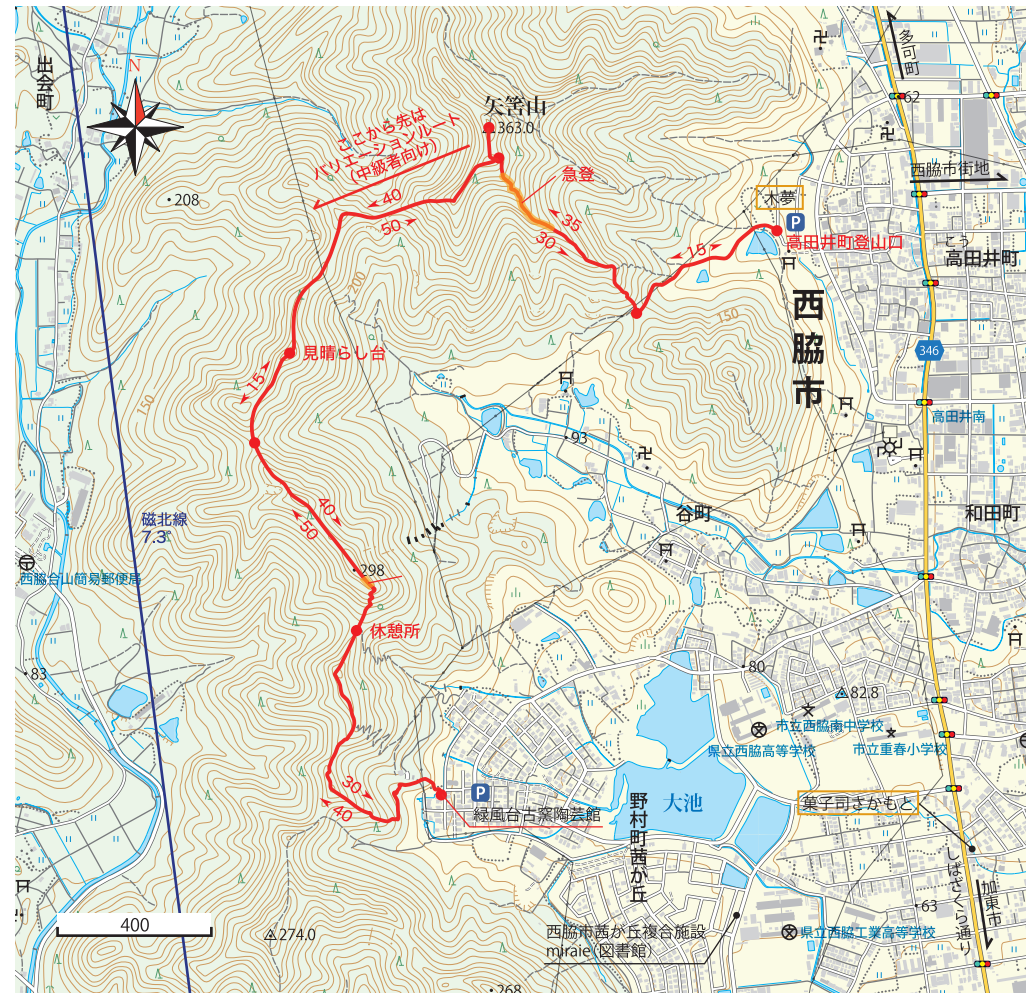 出会町
N
多可町
62
矢筈山
363.0
ここから先は
バリエーションルート
(中級者向け)
西脇市街地
急登
木夢
208
40
50
35
30
15
P
高田井町登山口
こう
高田井町
200
150
西脇市
346
見晴らし台
150
15
高田井南
93
磁北線
7.3°
40
50
谷町
和田町
298
西脇合山簡易郵便局
休憩所
83
80
82.8
市立西脇南中学校
県立西脇高等学校
市立重春小学校
30
40
P
緑風台古窯陶芸館
大池
野村町茜が丘
菓子司さかもと
しばざくら通り
加東市
400
274.0
63
西脇市茜が丘複合施設
miraie(図書館)
県立西脇工業高等学校
268